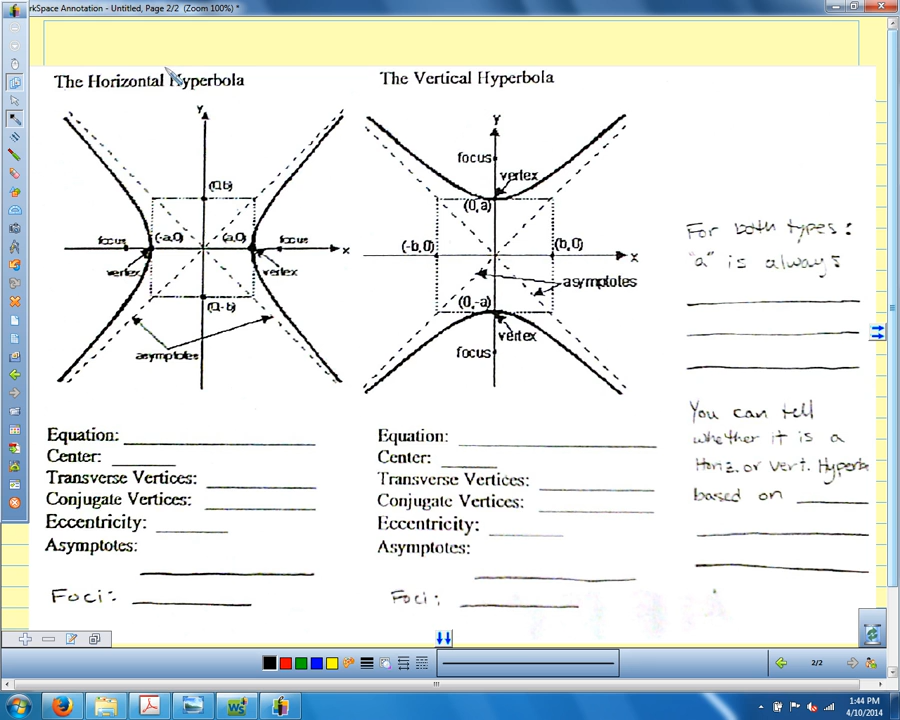 rkSpace Annotation - Untitled, Page 2/2 (Zoom 100%) *
The Horizontal Hyperbola
Y
(0,b)
focus
(-a,0)
(a,0)
focus
X
vertex
vertex
(0,-b)
asymptotes
Equation:
Center:
Transverse Vertices:
Conjugate Vertices:
Eccentricity:
Asymptotes:
Foci:
The Vertical Hyperbola
Y
focus
vertex
(0,a)
(-b,0)
(b,0)
X
asymptotes
(0,-a)
vertex
focus
Equation:
Center:
Transverse Vertices:
Conjugate Vertices:
Eccentricity:
Asymptotes:
Foci:
For both types:
"a" is always
You can tell
whether it is a
Horiz. or Vert. Hyperb
based on
2/2
1:44 PM
4/10/2014